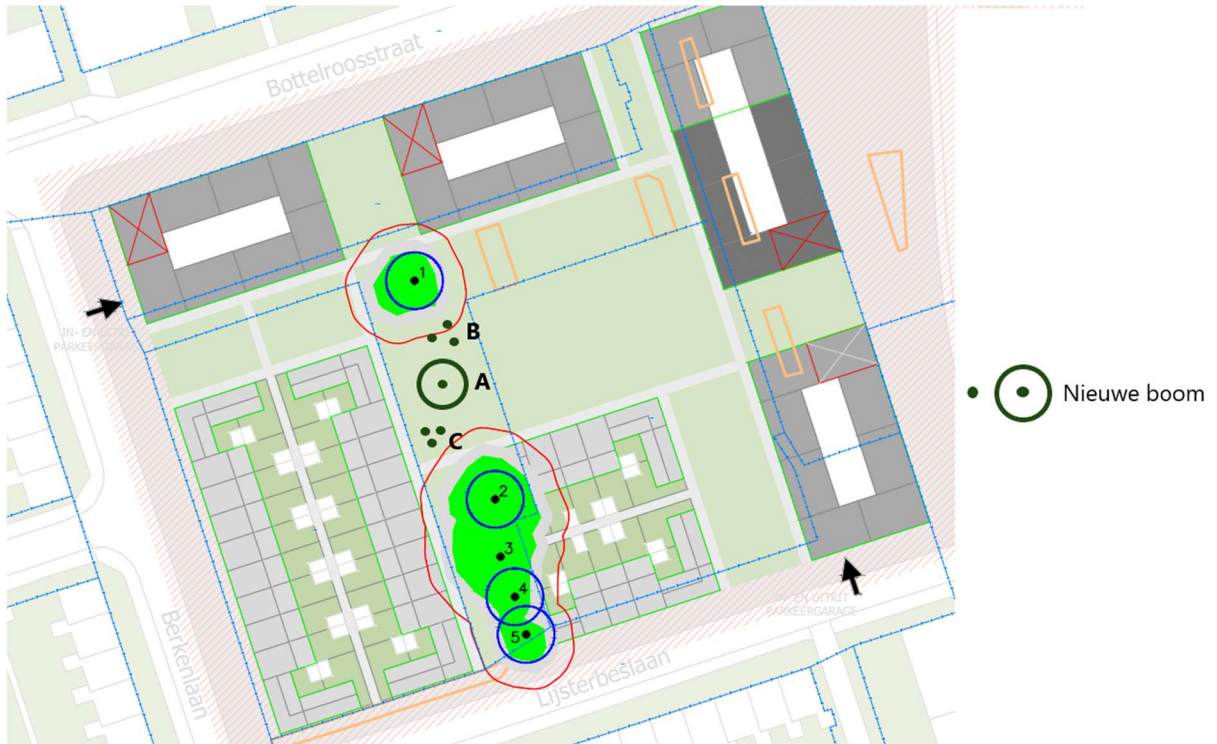 Bottelroosstraat
1
IN- EN UITRIT
PARKEERGARAGE
B
A
Nieuwe boom
C
2
3
4
5
IN- EN UITRIT
PARKEERGARAGE
Berkenlaan
Lijsterbeslaan